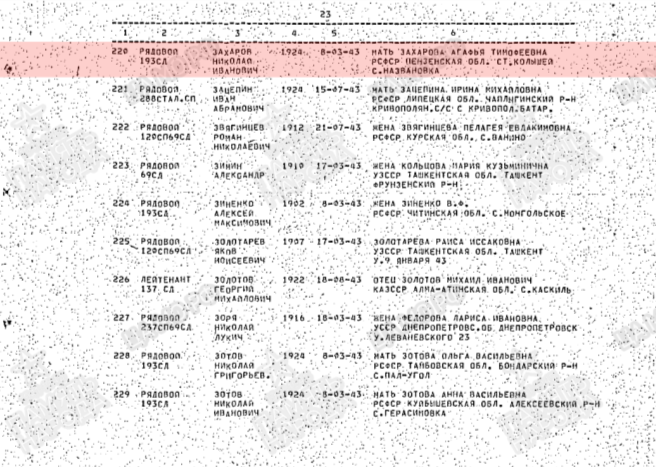 23
1 2 3 4 5 6
220 РЯДОВОЙ ЗАХАРОВ 1924 8-03-43 МАТЬ ЗАХАРОВА АГАФЬЯ ТИМОФЕЕВНА
193СД НИКОЛАЙ РСФСР ПЕНЗЕНСКАЯ ОБЛ. СТ.КОЛЫШЕЙ
ИВАНОВИЧ С.НАЗВАНОВКА
221 РЯДОВОЙ ЗАЦЕПИН 1924 15-07-43 МАТЬ ЗАЦЕПИНА ИРИНА МИХАЙЛОВНА
288СТАЛ.СП ИВАН РСФСР ЛИПЕЦКАЯ ОБЛ. ЧАПЛЫГИНСКИЙ Р-Н
АБРАМОВИЧ КРИВОПОЛЯН.С/С С КРИВОПОЛ.БАТАР.
222 РЯДОВОЙ ЗВЯГИНЦЕВ 1912 21-07-43 ЖЕНА ЗВЯГИНЦЕВА ПЕЛАГЕЯ ЕВДАКИМОВНА
120СП69СД РОМАН РСФСР КУРСКАЯ ОБЛ. С.ВАНИНО
НИКОЛАЕВИЧ
223 РЯДОВОЙ ЗИНИН 1910 17-03-43 ЖЕНА КОЛЬЦОВА МАРИЯ КУЗЬМИНИЧНА
69СД АЛЕКСАНДР УЗССР ТАШКЕНТСКАЯ ОБЛ. ТАШКЕНТ
ФРУНЗЕНСКИЙ Р-Н
224 РЯДОВОЙ ЗИНЕНКО 1902 8-03-43 ЖЕНА ЗИНЕНКО В.Ф.
193СД АЛЕКСЕЙ РСФСР ЧИТИНСКАЯ ОБЛ. С.МОНГОЛЬСКОЕ
МАКСИМОВИЧ
225 РЯДОВОЙ ЗОЛОТАРЕВ 1907 17-03-43 ЗОЛОТАРЕВА РАИСА ИССАКОВНА
120СП69СД ЯКОВ УЗССР ТАШКЕНТСКАЯ ОБЛ. ТАШКЕНТ
МОИСЕЕВИЧ У.9 ЯНВАРЯ 43
226 ЛЕЙТЕНАНТ ЗОЛОТОВ 1922 18-08-43 ОТЕЦ ЗОЛОТОВ МИХАИЛ ИВАНОВИЧ
137 СД ГЕОРГИЙ КАЗССР АЛМА-АТИНСКАЯ ОБЛ. С.КАСКИЛЬ
МИХАЙЛОВИЧ
227 РЯДОВОЙ ЗОРЯ 1916 18-03-43 ЖЕНА ФЕДОРОВА ЛАРИСА ИВАНОВНА
237СП69СД НИКОЛАЙ УССР ДНЕПРОПЕТРОВС.ОБ. ДНЕПРОПЕТРОВСК
ЛУКИЧ У.ЛЕВАНЕВСКОГО 23
228 РЯДОВОЙ ЗОТОВ 1924 8-03-43 МАТЬ ЗОТОВА ОЛЬГА ВАСИЛЬЕВНА
193СД НИКОЛАЙ РСФСР ТАМБОВСКАЯ ОБЛ. БОНДАРСКИЙ Р-Н
ГРИГОРЬЕВ. С.ПАЛ-УГОЛ
229 РЯДОВОЙ ЗОТОВ 1924 8-03-43 МАТЬ ЗОТОВА АННА ВАСИЛЬЕВНА
193СД НИКОЛАЙ РСФСР КУЙБЫШЕВСКАЯ ОБЛ. АЛЕКСЕЕВСКИЙ Р-Н
ИВАНОВИЧ С.ГЕРАСИНОВКА